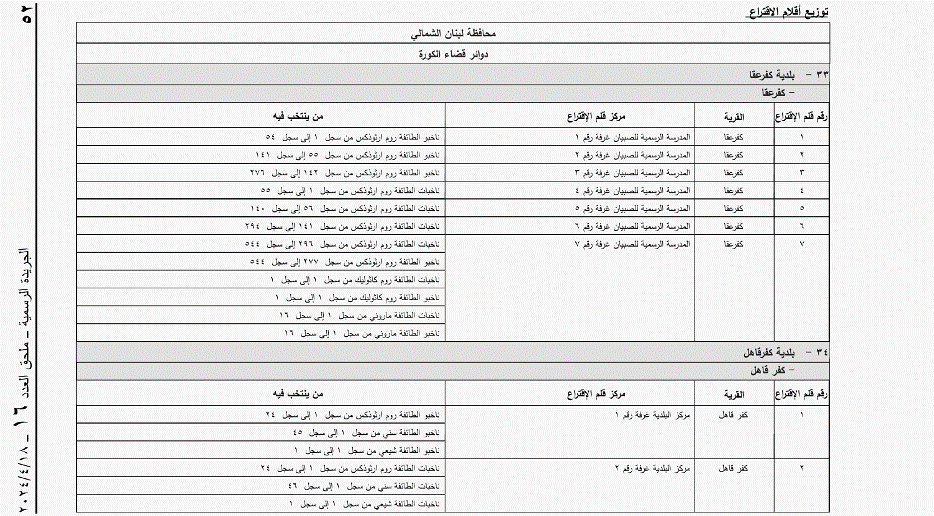 ٥٢
الجريدة الرسمية – ملحق العدد ١٦ – ٢٠٢٤/٤/١٨
توزيع أقلام الإقتراع
محافظة لبنان الشمالي
دوائر قضاء الكورة
٣٣ - بلدية كفرعقا
- كفرعقا
رقم قلم الإقتراع القرية مركز قلم الإقتراع من ينتخب فيه
١ كفرعقا المدرسة الرسمية للصبيان غرفة رقم ١ ناخبو الطائفة روم ارثوذكس من سجل ١ إلى سجل ٥٤
٢ كفرعقا المدرسة الرسمية للصبيان غرفة رقم ٢ ناخبو الطائفة روم ارثوذكس من سجل ٥٥ إلى سجل ١٤١
٣ كفرعقا المدرسة الرسمية للصبيان غرفة رقم ٣ ناخبو الطائفة روم ارثوذكس من سجل ١٤٢ إلى سجل ٢٧٦
٤ كفرعقا المدرسة الرسمية للصبيان غرفة رقم ٤ ناخبات الطائفة روم ارثوذكس من سجل ١ إلى سجل ٥٥
٥ كفرعقا المدرسة الرسمية للصبيان غرفة رقم ٥ ناخبات الطائفة روم ارثوذكس من سجل ٥٦ إلى سجل ١٤٠
٦ كفرعقا المدرسة الرسمية للصبيان غرفة رقم ٦ ناخبات الطائفة روم ارثوذكس من سجل ١٤١ إلى سجل ٢٩٤
٧ كفرعقا المدرسة الرسمية للصبيان غرفة رقم ٧ ناخبات الطائفة روم ارثوذكس من سجل ٢٩٦ إلى سجل ٥٤٤
ناخبو الطائفة روم ارثوذكس من سجل ٢٧٧ إلى سجل ٥٤٤
ناخبات الطائفة روم كاثوليك من سجل ١ إلى سجل ١
ناخبو الطائفة روم كاثوليك من سجل ١ إلى سجل ١
ناخبات الطائفة ماروني من سجل ١ إلى سجل ١٦
ناخبو الطائفة ماروني من سجل ١ إلى سجل ١٦
٣٤ - بلدية كفرقاهل
- كفر قاهل
رقم قلم الإقتراع القرية مركز قلم الإقتراع من ينتخب فيه
١ كفر قاهل مركز البلدية غرفة رقم ١ ناخبو الطائفة روم ارثوذكس من سجل ١ إلى سجل ٢٤
ناخبو الطائفة سني من سجل ١ إلى سجل ٤٥
ناخبو الطائفة شيعي من سجل ١ إلى سجل ١
٢ كفر قاهل مركز البلدية غرفة رقم ٢ ناخبات الطائفة روم ارثوذكس من سجل ١ إلى سجل ٢٤
ناخبات الطائفة سني من سجل ١ إلى سجل ٤٦
ناخبات الطائفة شيعي من سجل ١ إلى سجل ١